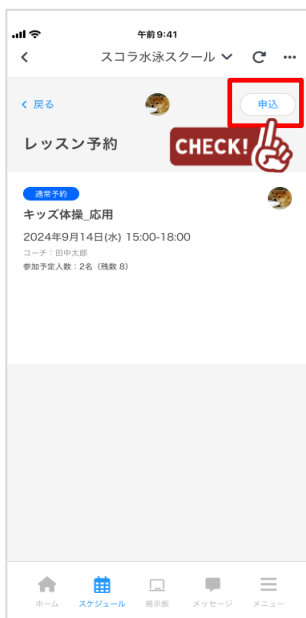 午前9:41
スコラ水泳スクール
戻る
申込
レッスン予約
CHECK!
通常予約
キッズ体操_応用
2024年9月14日(水) 15:00-18:00
コーチ：田中太郎
参加予定人数：2名（残数 8）
ホーム スケジュール 掲示板 メッセージ メニュー